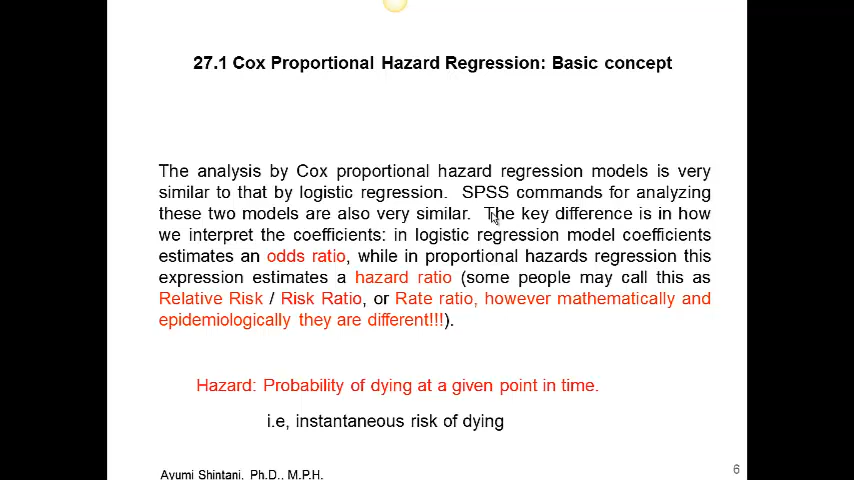 27.1 Cox Proportional Hazard Regression: Basic concept
The analysis by Cox proportional hazard regression models is very
similar to that by logistic regression. SPSS commands for analyzing
these two models are also very similar. The key difference is in how
we interpret the coefficients: in logistic regression model coefficients
estimates an odds ratio, while in proportional hazards regression this
expression estimates a hazard ratio (some people may call this as
Relative Risk / Risk Ratio, or Rate ratio, however mathematically and
epidemiologically they are different!!!).
Hazard: Probability of dying at a given point in time.
i.e, instantaneous risk of dying
Ayumi Shintani, Ph.D., M.P.H.
6